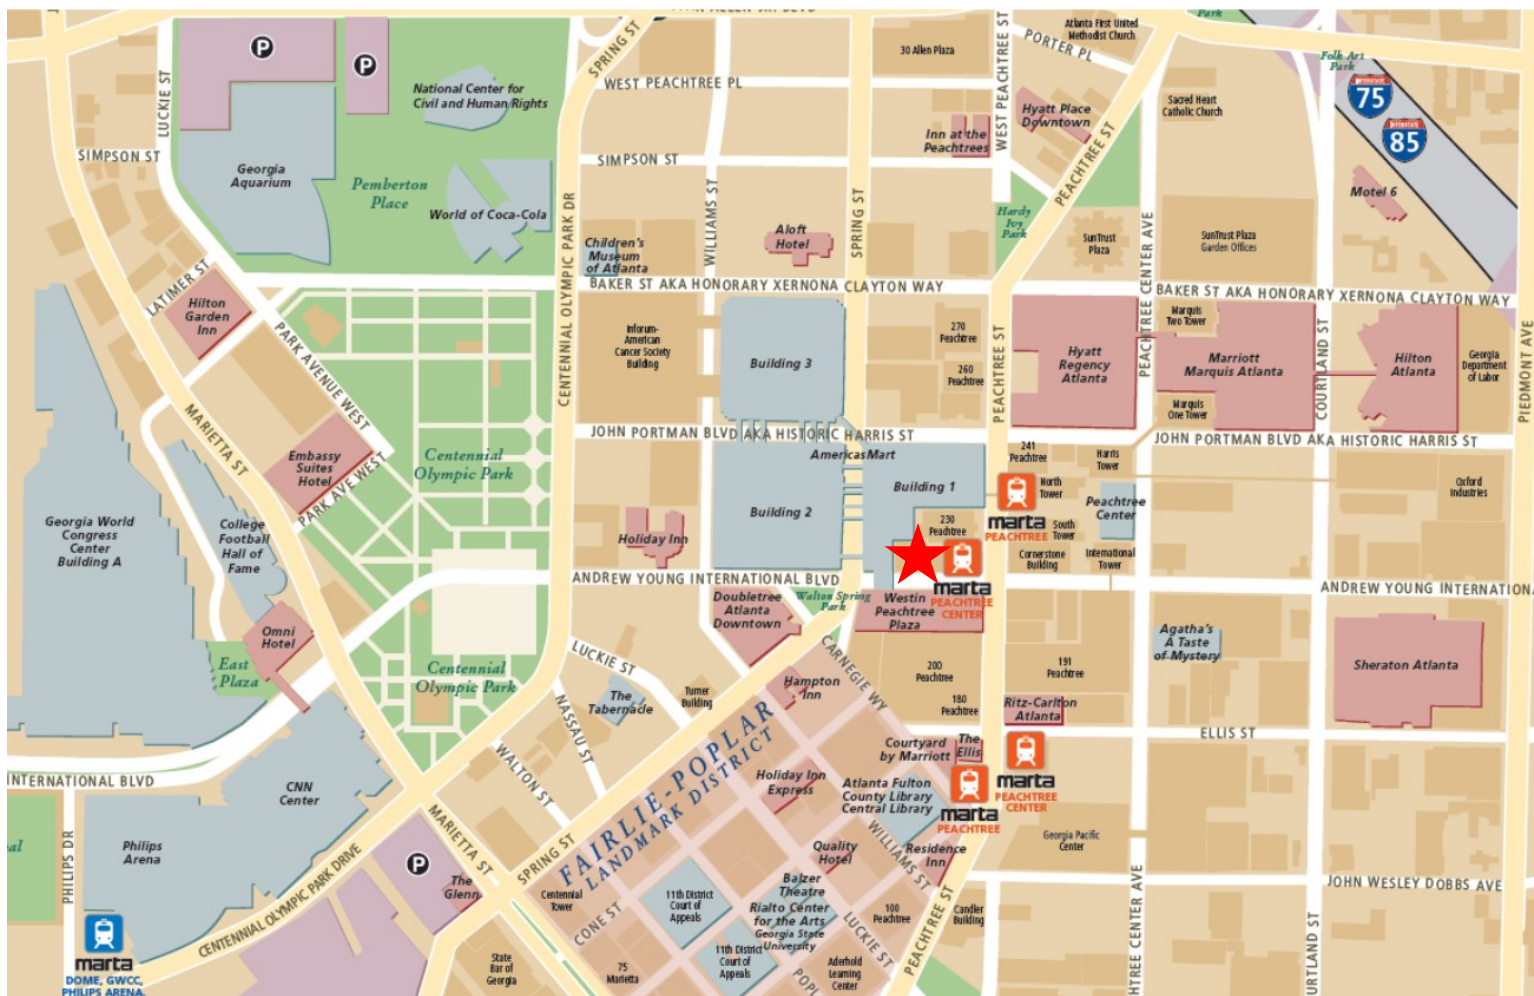 SPRING ST
30 Allen Plaza
WEST PEACHTREE ST
PORTER PL
Atlanta First United
Methodist Church
Park
Folk Art
Park
INTERSTATE
75
INTERSTATE
85
P
P
LUCKIE ST
National Center for
Civil and Human Rights
WEST PEACHTREE PL
Inn at the
Peachtrees
Hyatt Place
Downtown
PEACHTREE ST
Sacred Heart
Catholic Church
SIMPSON ST
Georgia
Aquarium
Pemberton
Place
World of Coca-Cola
SIMPSON ST
WILLIAMS ST
SPRING ST
Motel 6
Children's
Museum
of Atlanta
Aloft
Hotel
Hardy
Ivy
Park
SunTrust
Plaza
PEACHTREE CENTER AVE
SunTrust Plaza
Garden Offices
CENTENNIAL OLYMPIC PARK DR
LATIMER ST
BAKER ST AKA HONORARY XERNONA CLAYTON WAY
BAKER ST AKA HONORARY XERNONA CLAYTON WAY
Hilton
Garden
Inn
PARK AVENUE WEST
Inforum-
American
Cancer Society
Building
Building 3
270
Peachtree
260
Peachtree
PEACHTREE ST
Hyatt
Regency
Atlanta
Marquis
Two Tower
Marriott
Marquis Atlanta
Marquis
One Tower
COURTLAND ST
Hilton
Atlanta
Georgia
Department
of Labor
PIEDMONT AVE
MARIETTA ST
JOHN PORTMAN BLVD AKA HISTORIC HARRIS ST
JOHN PORTMAN BLVD AKA HISTORIC HARRIS ST
Embassy
Suites
Hotel
PARK AVE WEST
Centennial
Olympic Park
AmericasMart
Building 1
Building 2
241
Peachtree
Harris
Tower
North
Tower
Peachtree
Center
Oxford
Industries
marta
PEACHTREE
230
Peachtree
South
Tower
Cornerstone
Building
International
Tower
Georgia World
Congress
Center
Building A
College
Football
Hall of
Fame
Holiday Inn
ANDREW YOUNG INTERNATIONAL BLVD
ANDREW YOUNG INTERNATIONA
marta
PEACHTREE
CENTER
Doubletree
Atlanta
Downtown
Walton Spring
Park
Westin
Peachtree
Plaza
Omni
Hotel
East
Plaza
Centennial
Olympic Park
LUCKIE ST
The
Tabernacle
Turner
Building
Hampton
Inn
CARNEGIE WY
200
Peachtree
180
Peachtree
191
Peachtree
Agatha's
A Taste
of Mystery
Sheraton Atlanta
Ritz-Carlton
Atlanta
NASSAU ST
WALTON ST
FAIRLIE-POPLAR
LANDMARK DISTRICT
Courtyard
by Marriott
The
Ellis
ELLIS ST
marta
PEACHTREE
CENTER
marta
PEACHTREE
INTERNATIONAL BLVD
CNN
Center
Holiday Inn
Express
Atlanta Fulton
County Library
Central Library
WILLIAMS ST
Residence
Inn
Georgia Pacific
Center
MARIETTA ST
SPRING ST
Philips
Arena
PHILIPS DR
P
The
Glenn
Quality
Hotel
Balzer
Theatre
Rialto Center
for the Arts
Georgia State
University
100
Peachtree
Candler
Building
JOHN WESLEY DOBBS AVE
CENTENNIAL OLYMPIC PARK DRIVE
Centennial
Tower
CONE ST
11th District
Court of
Appeals
LUCKIE ST
PEACHTREE ST
marta
DOME, GWCC,
PHILIPS ARENA,
State
Bar of
Georgia
75
Marietta
11th District
Court of
Appeals
POPL
Aderhold
Learning
Center
HTREE CENTER AVE
URTLAND ST